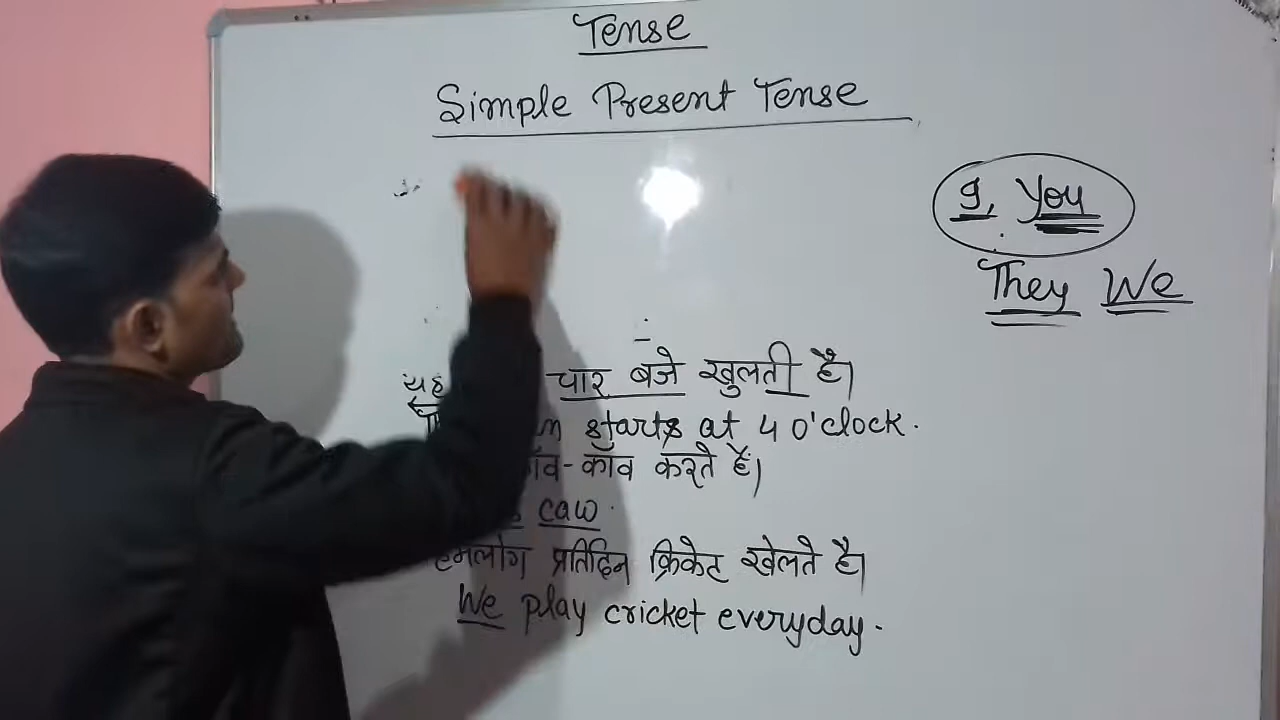 Tense
Simple Present Tense
I, You
They We
यह चार बजे खुलती है।
starts at 4 o'clock.
काँव करते हैं।
caw.
हमलोग प्रतिदिन क्रिकेट खेलते है।
We play cricket everyday.